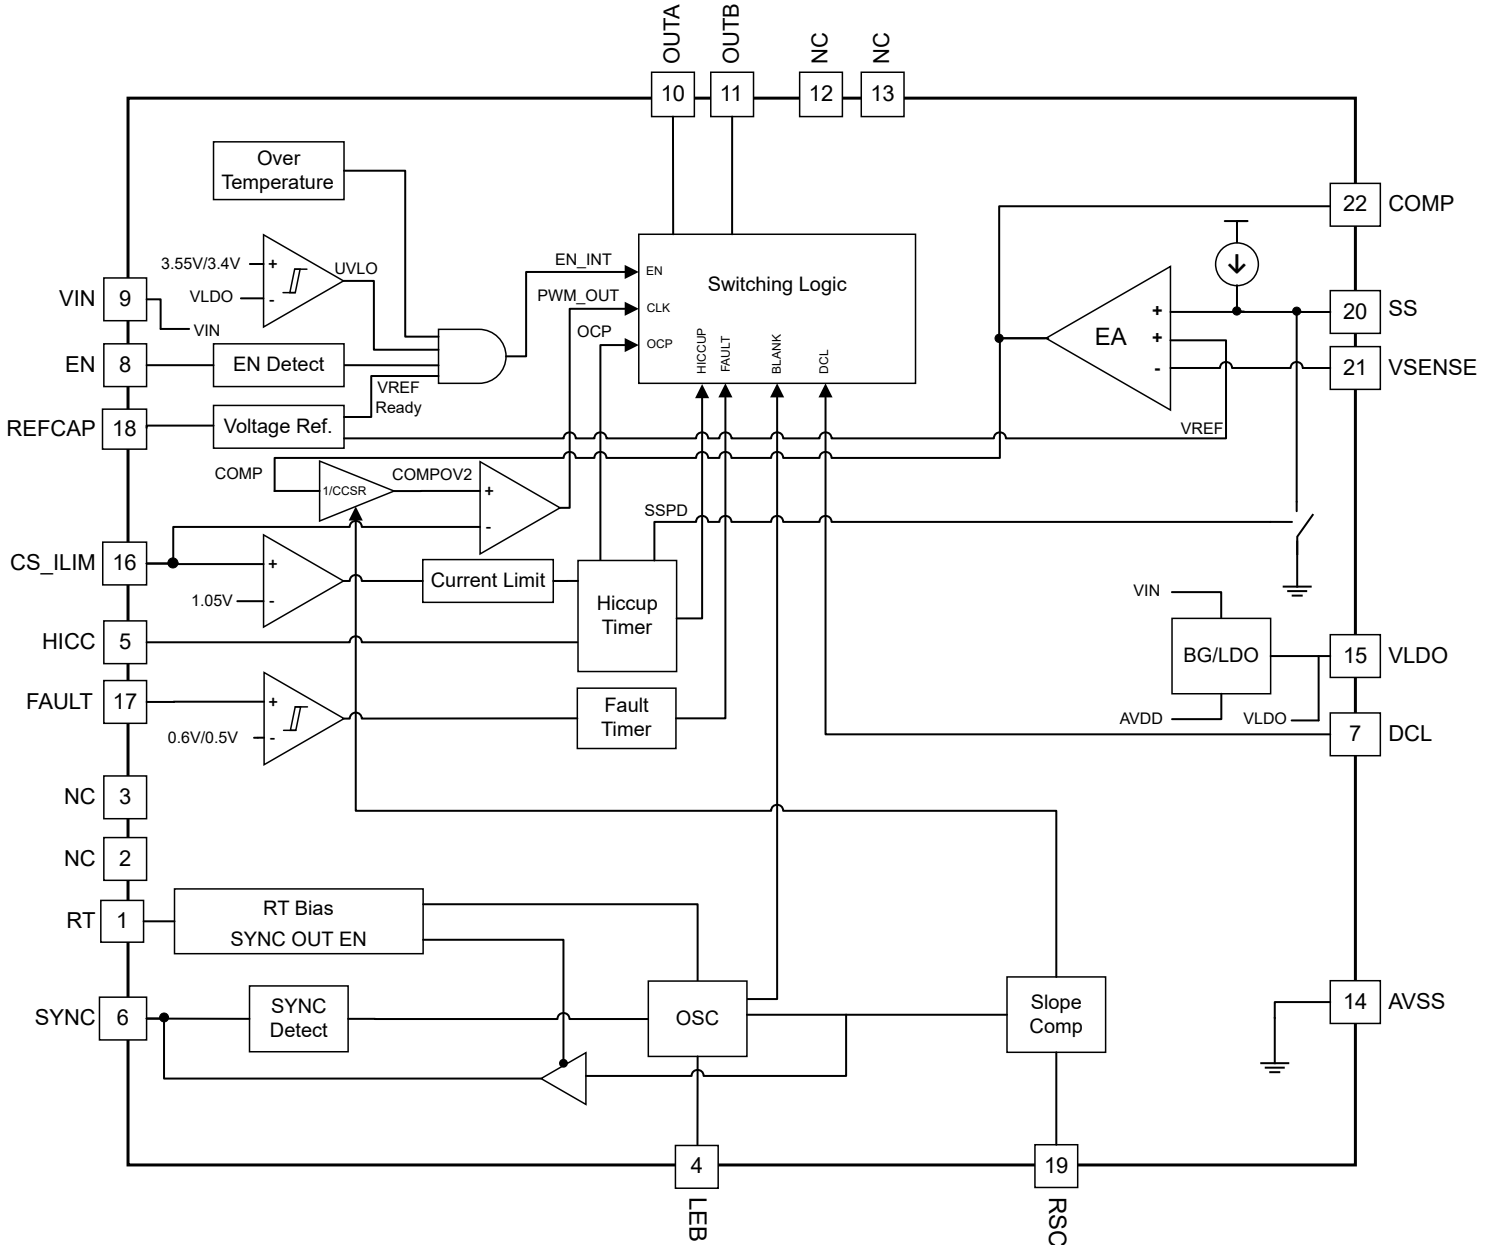 OUTA
OUTB
NC
NC
10
11
12
13
Over
Temperature
22
COMP
3.55V/3.4V
+
UVLO
VLDO
-
EN_INT
EN
Switching Logic
PWM_OUT
CLK
OCP
OCP
HICCUP
FAULT
BLANK
DCL
VIN
9
VIN
+
EA
+
-
20
SS
21
VSENSE
EN
8
EN Detect
VREF
Ready
REFCAP
18
Voltage Ref.
VREF
COMP
1/CCSR
COMPOV2
+
-
SSPD
CS_ILIM
16
+
1.05V
-
Current Limit
Hiccup
Timer
VIN
HICC
5
BG/LDO
15
VLDO
AVDD
VLDO
FAULT
17
+
0.6V/0.5V
-
Fault
Timer
7
DCL
NC
3
NC
2
RT
1
RT Bias
SYNC OUT EN
SYNC
6
SYNC
Detect
OSC
Slope
Comp
14
AVSS
4
19
LEB
RSC